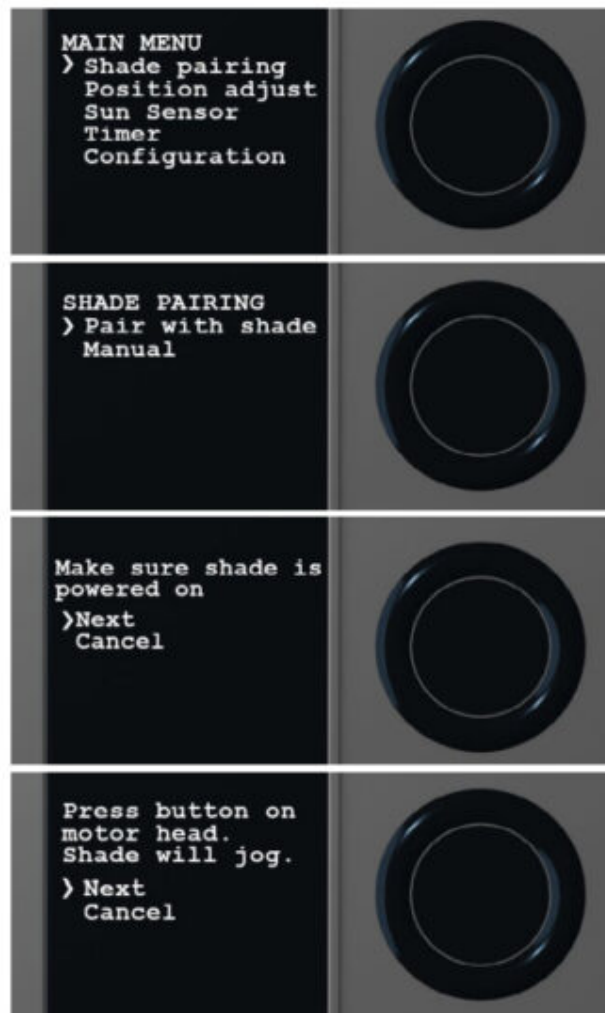 MAIN MENU
❯ Shade pairing
Position adjust
Sun Sensor
Timer
Configuration
SHADE PAIRING
❯ Pair with shade
Manual
Make sure shade is
powered on
❯Next
Cancel
Press button on
motor head.
Shade will jog.
❯ Next
Cancel